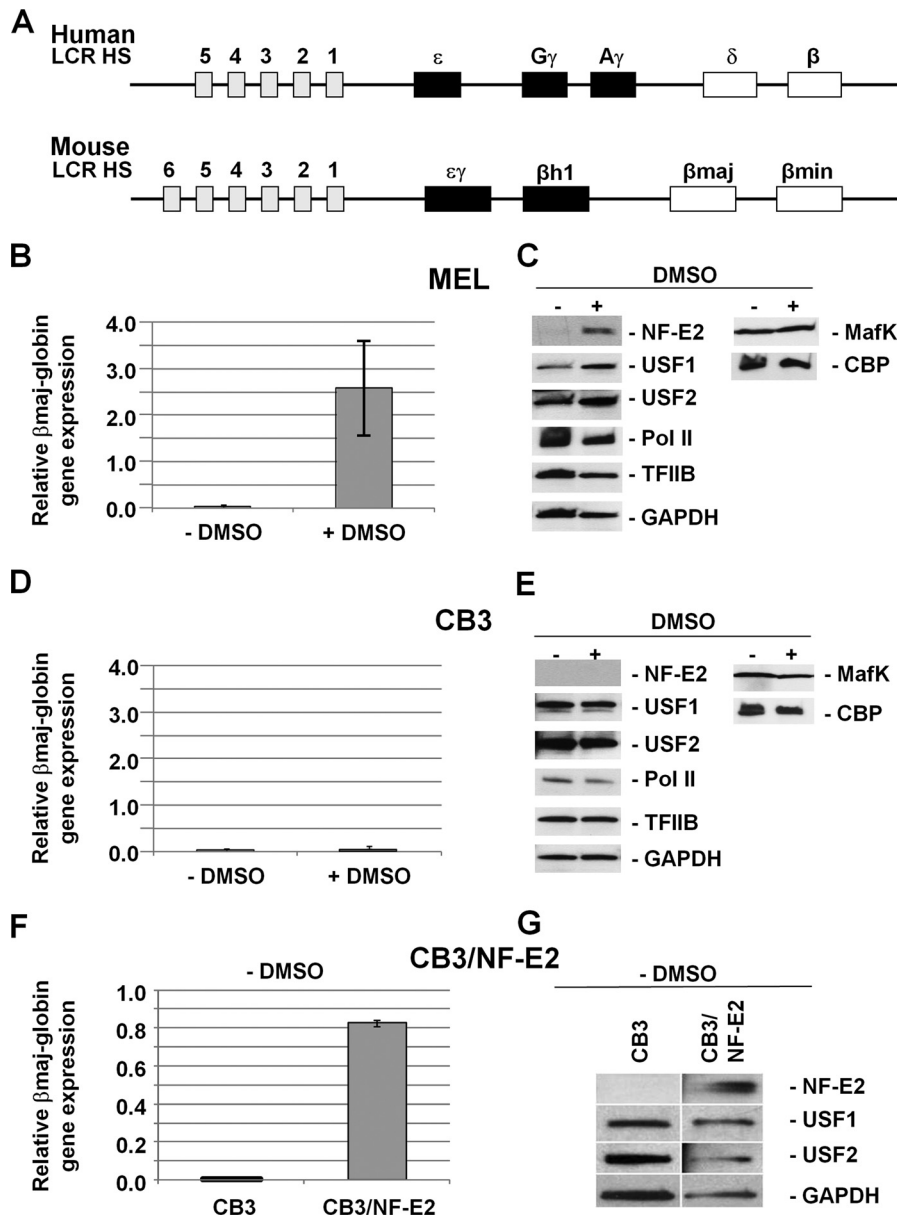 A
Human
LCR HS
5 4 3 2 1 ε Gγ Aγ δ β
Mouse
LCR HS
6 5 4 3 2 1 εγ βh1 βmaj βmin
B
MEL
Relative βmaj-globin
gene expression
4.0
3.0
2.0
1.0
0.0
- DMSO + DMSO
C
DMSO
- +
- NF-E2
- USF1
- USF2
- Pol II
- TFIIB
- GAPDH
- +
- MafK
- CBP
D
CB3
Relative βmaj-globin
gene expression
4.0
3.0
2.0
1.0
0.0
- DMSO + DMSO
E
DMSO
- +
- NF-E2
- USF1
- USF2
- Pol II
- TFIIB
- GAPDH
- +
- MafK
- CBP
F
CB3/NF-E2
- DMSO
Relative βmaj-globin
gene expression
1.0
0.8
0.6
0.4
0.2
0.0
CB3 CB3/NF-E2
G
- DMSO
CB3
CB3/
NF-E2
- NF-E2
- USF1
- USF2
- GAPDH